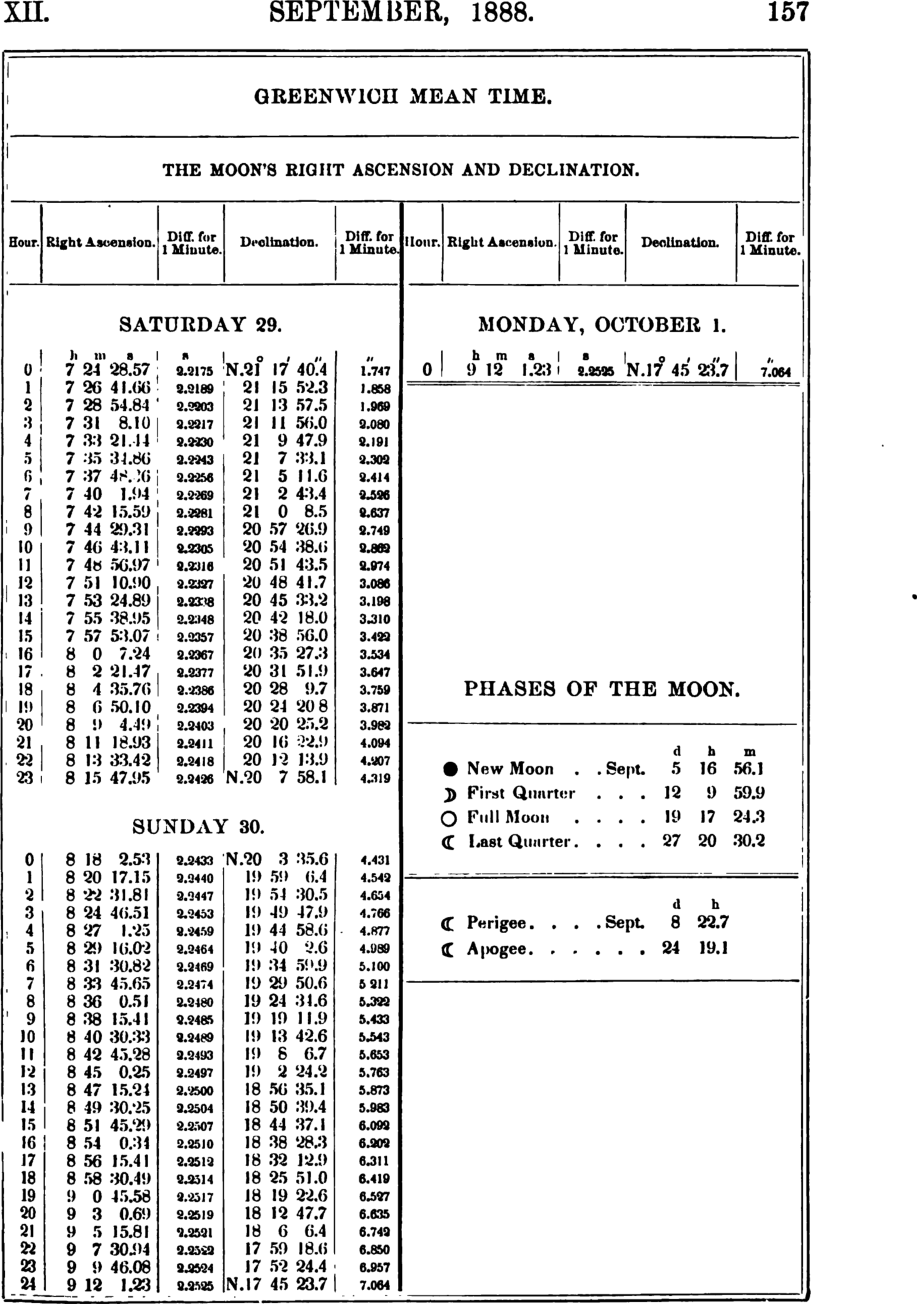 XII. SEPTEMBER, 1888. 157
GREENWICH MEAN TIME.
THE MOON'S RIGHT ASCENSION AND DECLINATION.
Hour. Right Ascension. Diff. for 1 Minute. Declination. Diff. for 1 Minute.
SATURDAY 29.
h m s s ° ′ ″ ″
0 7 24 28.57 2.2175 N.21 17 40.4 1.747
1 7 26 41.66 2.2189 21 15 52.3 1.858
2 7 28 54.84 2.2203 21 13 57.5 1.969
3 7 31 8.10 2.2217 21 11 56.0 2.080
4 7 33 21.44 2.2230 21 9 47.9 2.191
5 7 35 34.86 2.2243 21 7 33.1 2.302
6 7 37 48.36 2.2256 21 5 11.6 2.414
7 7 40 1.94 2.2269 21 2 43.4 2.526
8 7 42 15.59 2.2281 21 0 8.5 2.637
9 7 44 29.31 2.2293 20 57 26.9 2.749
10 7 46 43.11 2.2305 20 54 38.6 2.862
11 7 48 56.97 2.2316 20 51 43.5 2.974
12 7 51 10.90 2.2327 20 48 41.7 3.086
13 7 53 24.89 2.2338 20 45 33.2 3.198
14 7 55 38.95 2.2348 20 42 18.0 3.310
15 7 57 53.07 2.2357 20 38 56.0 3.422
16 8 0 7.24 2.2367 20 35 27.3 3.534
17 8 2 21.47 2.2377 20 31 51.9 3.647
18 8 4 35.76 2.2386 20 28 9.7 3.759
19 8 6 50.10 2.2394 20 24 20 8 3.871
20 8 9 4.49 2.2403 20 20 25.2 3.982
21 8 11 18.93 2.2411 20 16 22.9 4.094
22 8 13 33.42 2.2418 20 12 13.9 4.207
23 8 15 47.95 2.2426 N.20 7 58.1 4.319
SUNDAY 30.
0 8 18 2.53 2.2433 N.20 3 35.6 4.431
1 8 20 17.15 2.2440 19 59 6.4 4.542
2 8 22 31.81 2.2447 19 54 30.5 4.654
3 8 24 46.51 2.2453 19 49 47.9 4.766
4 8 27 1.25 2.2459 19 44 58.6 4.877
5 8 29 16.02 2.2464 19 40 2.6 4.989
6 8 31 30.82 2.2469 19 34 59.9 5.100
7 8 33 45.65 2.2474 19 29 50.6 5 211
8 8 36 0.51 2.2480 19 24 34.6 5.322
9 8 38 15.41 2.2485 19 19 11.9 5.433
10 8 40 30.33 2.2489 19 13 42.6 5.543
11 8 42 45.28 2.2493 19 8 6.7 5.653
12 8 45 0.25 2.2497 19 2 24.2 5.763
13 8 47 15.24 2.2500 18 56 35.1 5.873
14 8 49 30.25 2.2504 18 50 39.4 5.983
15 8 51 45.29 2.2507 18 44 37.1 6.092
16 8 54 0.34 2.2510 18 38 28.3 6.202
17 8 56 15.41 2.2512 18 32 12.9 6.311
18 8 58 30.49 2.2514 18 25 51.0 6.419
19 9 0 45.58 2.2517 18 19 22.6 6.527
20 9 3 0.69 2.2519 18 12 47.7 6.635
21 9 5 15.81 2.2521 18 6 6.4 6.742
22 9 7 30.94 2.2522 17 59 18.6 6.850
23 9 9 46.08 2.2524 17 52 24.4 6.957
24 9 12 1.23 2.2525 N.17 45 23.7 7.064
Hour. Right Ascension. Diff. for 1 Minute. Declination. Diff. for 1 Minute.
MONDAY, OCTOBER 1.
h m s s ° ′ ″ ″
0 9 12 1.23 2.2525 N.17 45 23.7 7.064
PHASES OF THE MOON.
d h m
● New Moon . . Sept. 5 16 56.1
☽ First Quarter . . . 12 9 59.9
○ Full Moon . . . . 19 17 24.3
☾ Last Quarter . . . . 27 20 30.2
d h
☾ Perigee . . . . Sept. 8 22.7
☾ Apogee . . . . . . 24 19.1